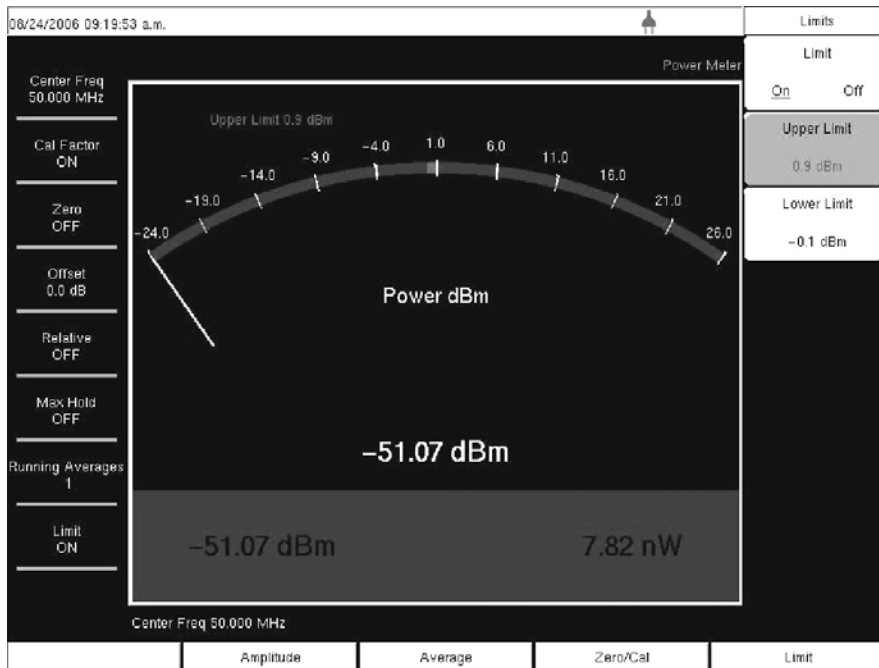 08/24/2006 09:19:53 a.m.
Limits
Power Meter
Limit
On Off
Upper Limit
0.9 dBm
Lower Limit
−0.1 dBm
Center Freq
50.000 MHz
Cal Factor
ON
Zero
OFF
Offset
0.0 dB
Relative
OFF
Max Hold
OFF
Running Averages
1
Limit
ON
Upper Limit 0.9 dBm
−24.0 −19.0 −14.0 −9.0 −4.0 1.0 6.0 11.0 16.0 21.0 26.0
Power dBm
−51.07 dBm
−51.07 dBm 7.82 nW
Center Freq 50.000 MHz
Amplitude Average Zero/Cal Limit